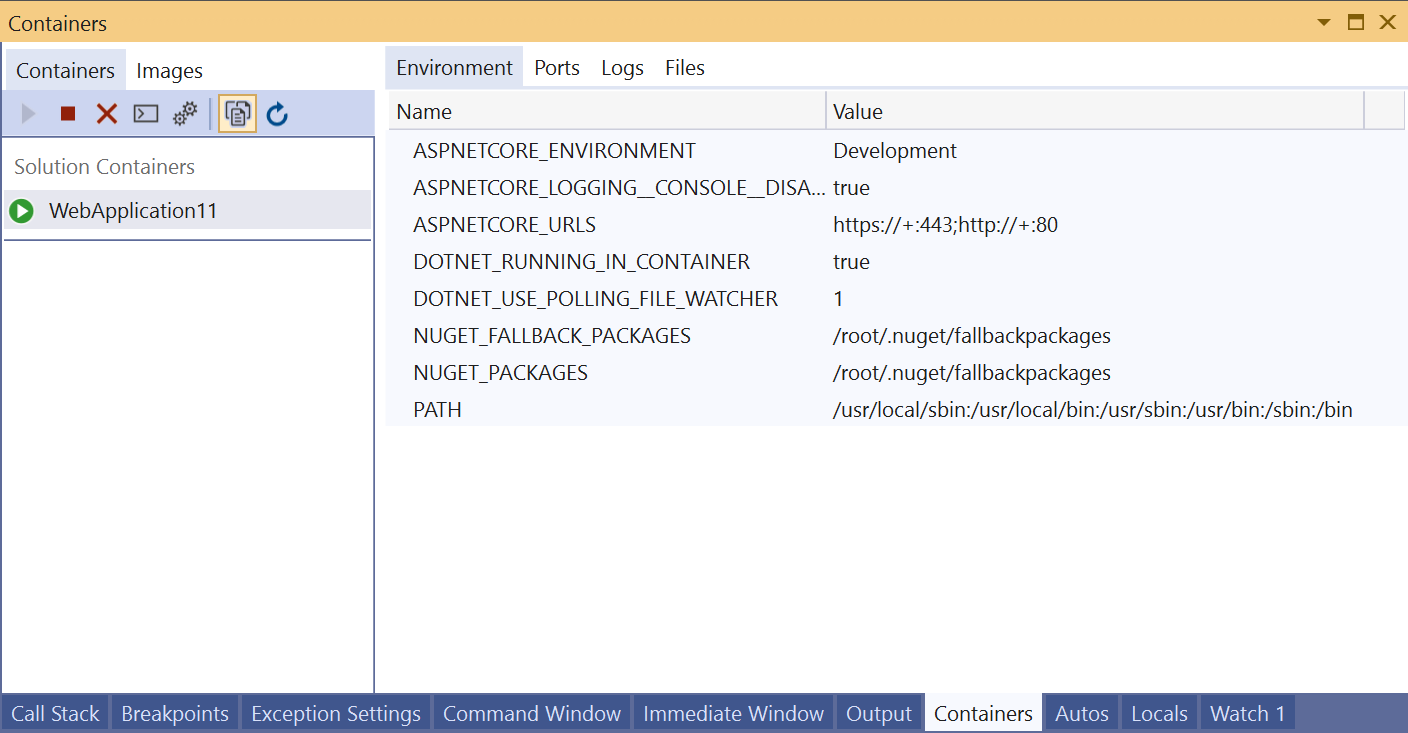 Containers
Containers Images
Environment Ports Logs Files
Name Value
Solution Containers
WebApplication11
ASPNETCORE_ENVIRONMENT Development
ASPNETCORE_LOGGING__CONSOLE__DISA... true
ASPNETCORE_URLS https://+:443;http://+:80
DOTNET_RUNNING_IN_CONTAINER true
DOTNET_USE_POLLING_FILE_WATCHER 1
NUGET_FALLBACK_PACKAGES /root/.nuget/fallbackpackages
NUGET_PACKAGES /root/.nuget/fallbackpackages
PATH /usr/local/sbin:/usr/local/bin:/usr/sbin:/usr/bin:/sbin:/bin
Call Stack Breakpoints Exception Settings Command Window Immediate Window Output Containers Autos Locals Watch 1